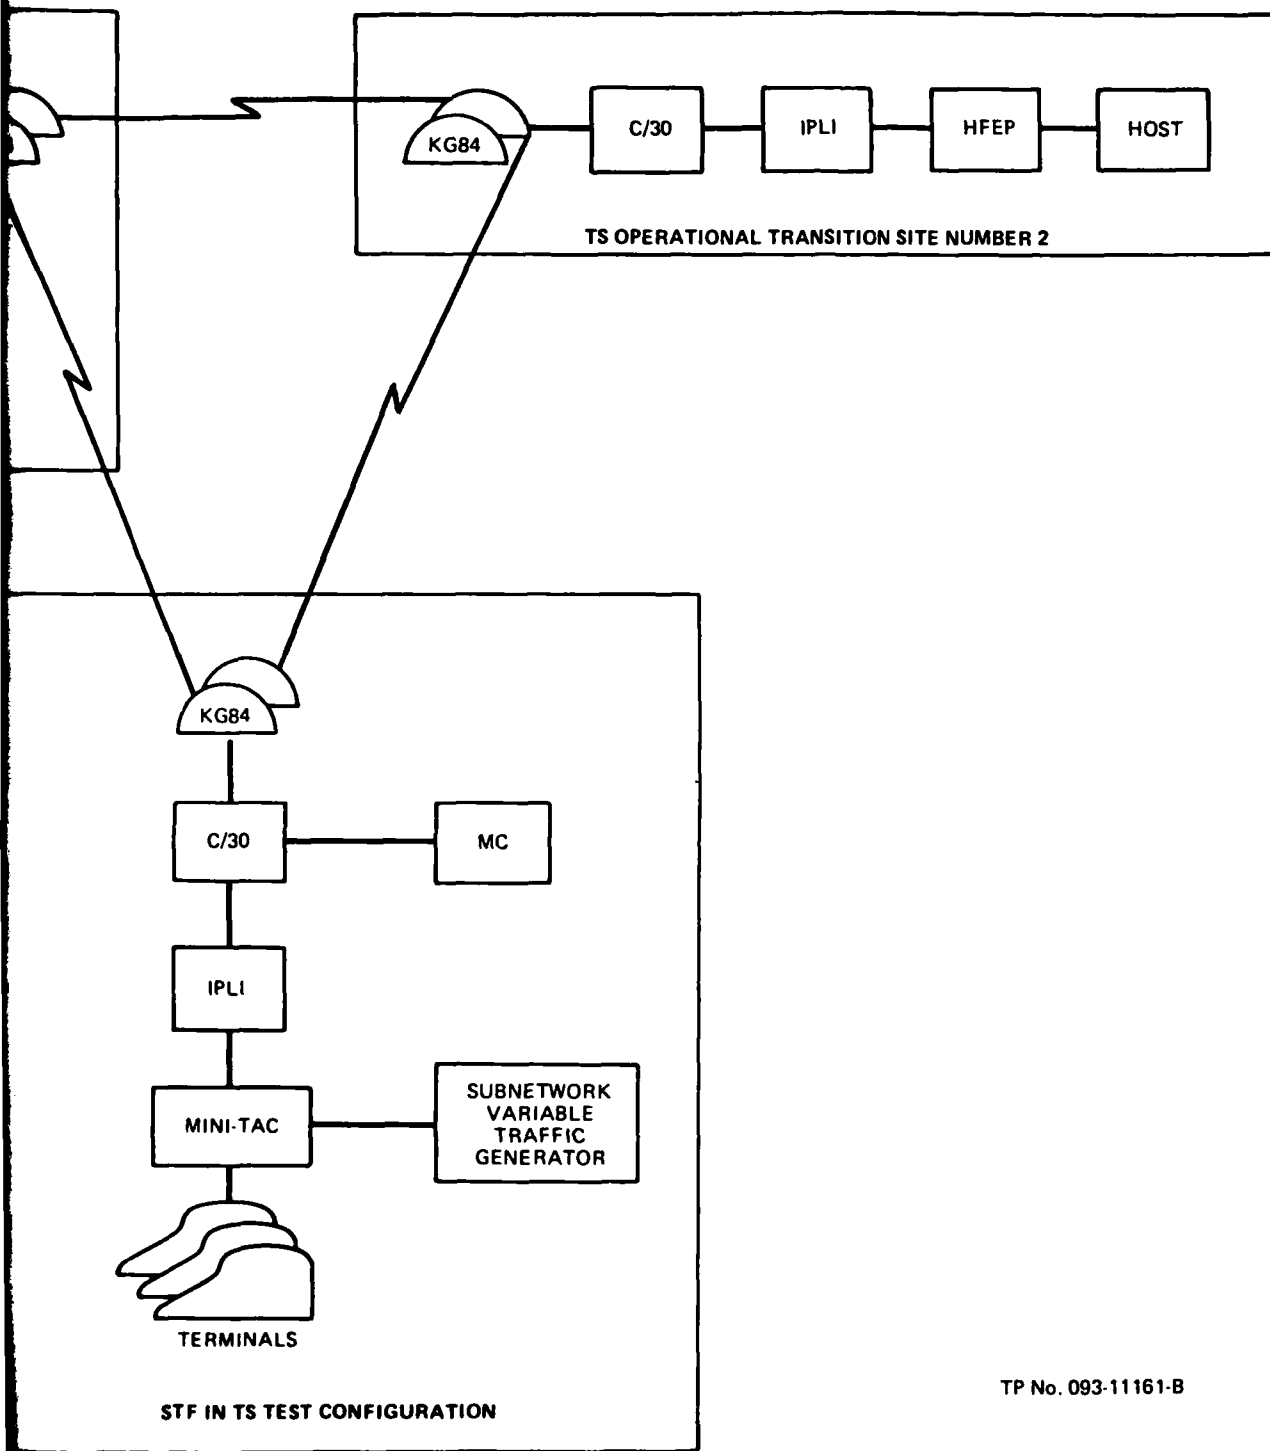 KG84
C/30
IPLI
HFEP
HOST
TS OPERATIONAL TRANSITION SITE NUMBER 2
KG84
C/30
MC
IPLI
MINI-TAC
SUBNETWORK
VARIABLE
TRAFFIC
GENERATOR
TERMINALS
STF IN TS TEST CONFIGURATION
TP No. 093-11161-B